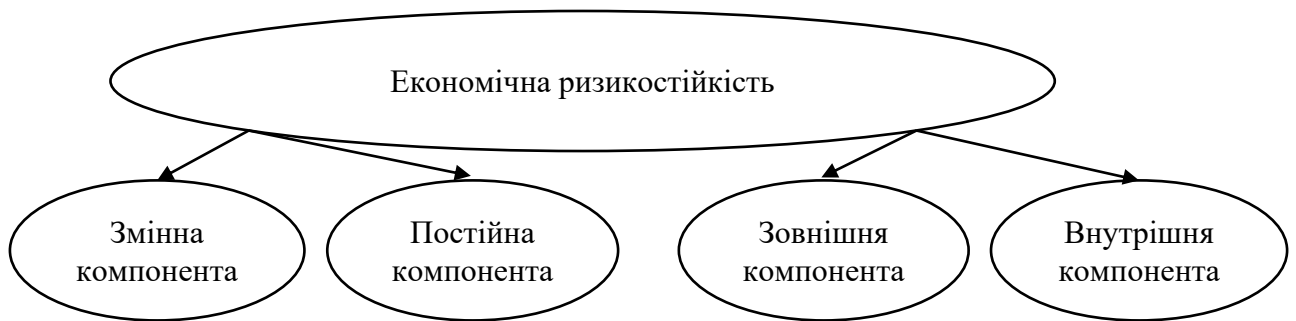 Економічна ризикостійкість
Змінна
компонента
Постійна
компонента
Зовнішня
компонента
Внутрішня
компонента